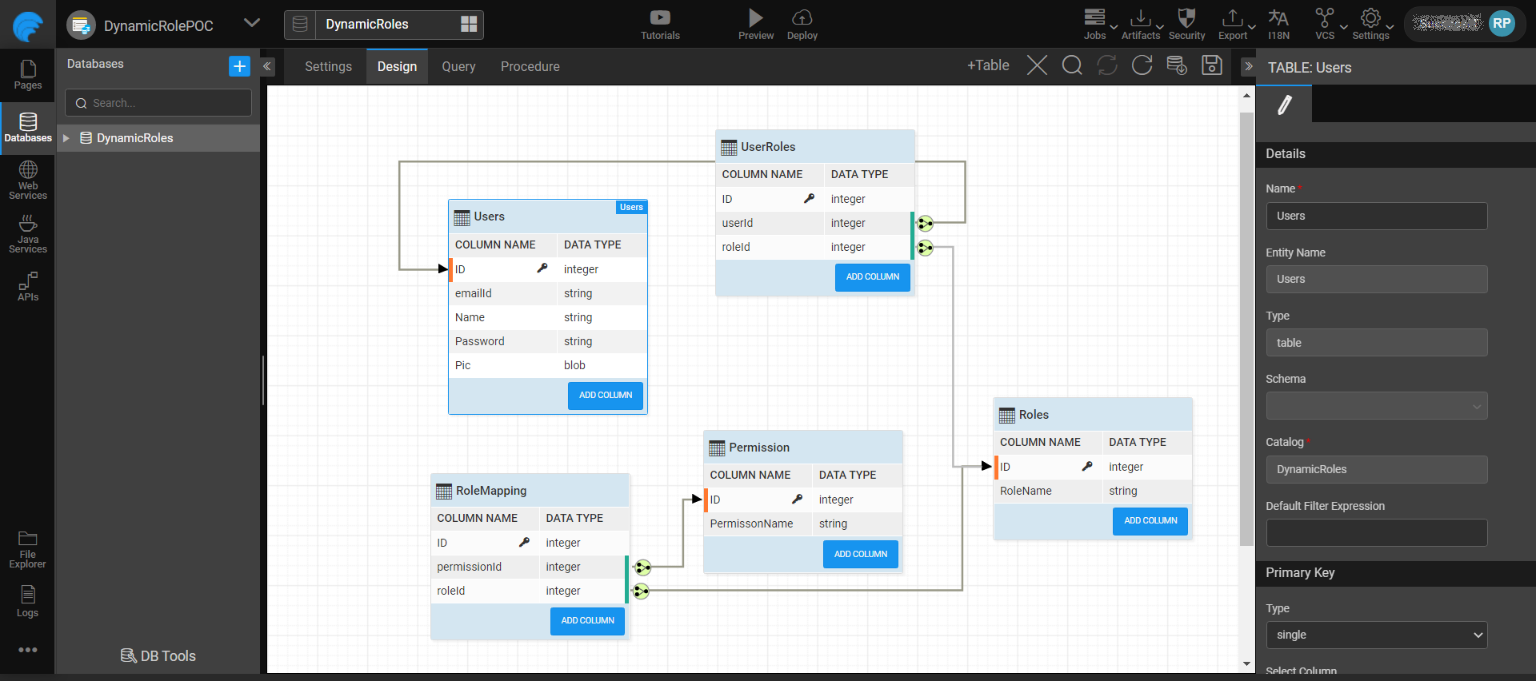 DynamicRolePOC
DynamicRoles
Tutorials
Preview
Deploy
Jobs
Artifacts
Security
Export
I18N
VCS
Settings
RP
Pages
Databases
Web
Services
Java
Services
APIs
File
Explorer
Logs
Databases
Search...
DynamicRoles
DB Tools
Settings
Design
Query
Procedure
+Table
UserRoles
COLUMN NAME DATA TYPE
ID integer
userId integer
roleId integer
ADD COLUMN
Users
Users
COLUMN NAME DATA TYPE
ID integer
emailId string
Name string
Password string
Pic blob
ADD COLUMN
Roles
COLUMN NAME DATA TYPE
ID integer
RoleName string
ADD COLUMN
Permission
COLUMN NAME DATA TYPE
ID integer
PermissonName string
ADD COLUMN
RoleMapping
COLUMN NAME DATA TYPE
ID integer
permissionId integer
roleId integer
ADD COLUMN
TABLE: Users
Details
Name*
Users
Entity Name
Users
Type
table
Schema
Catalog*
DynamicRoles
Default Filter Expression
Primary Key
Type
single
Select Column